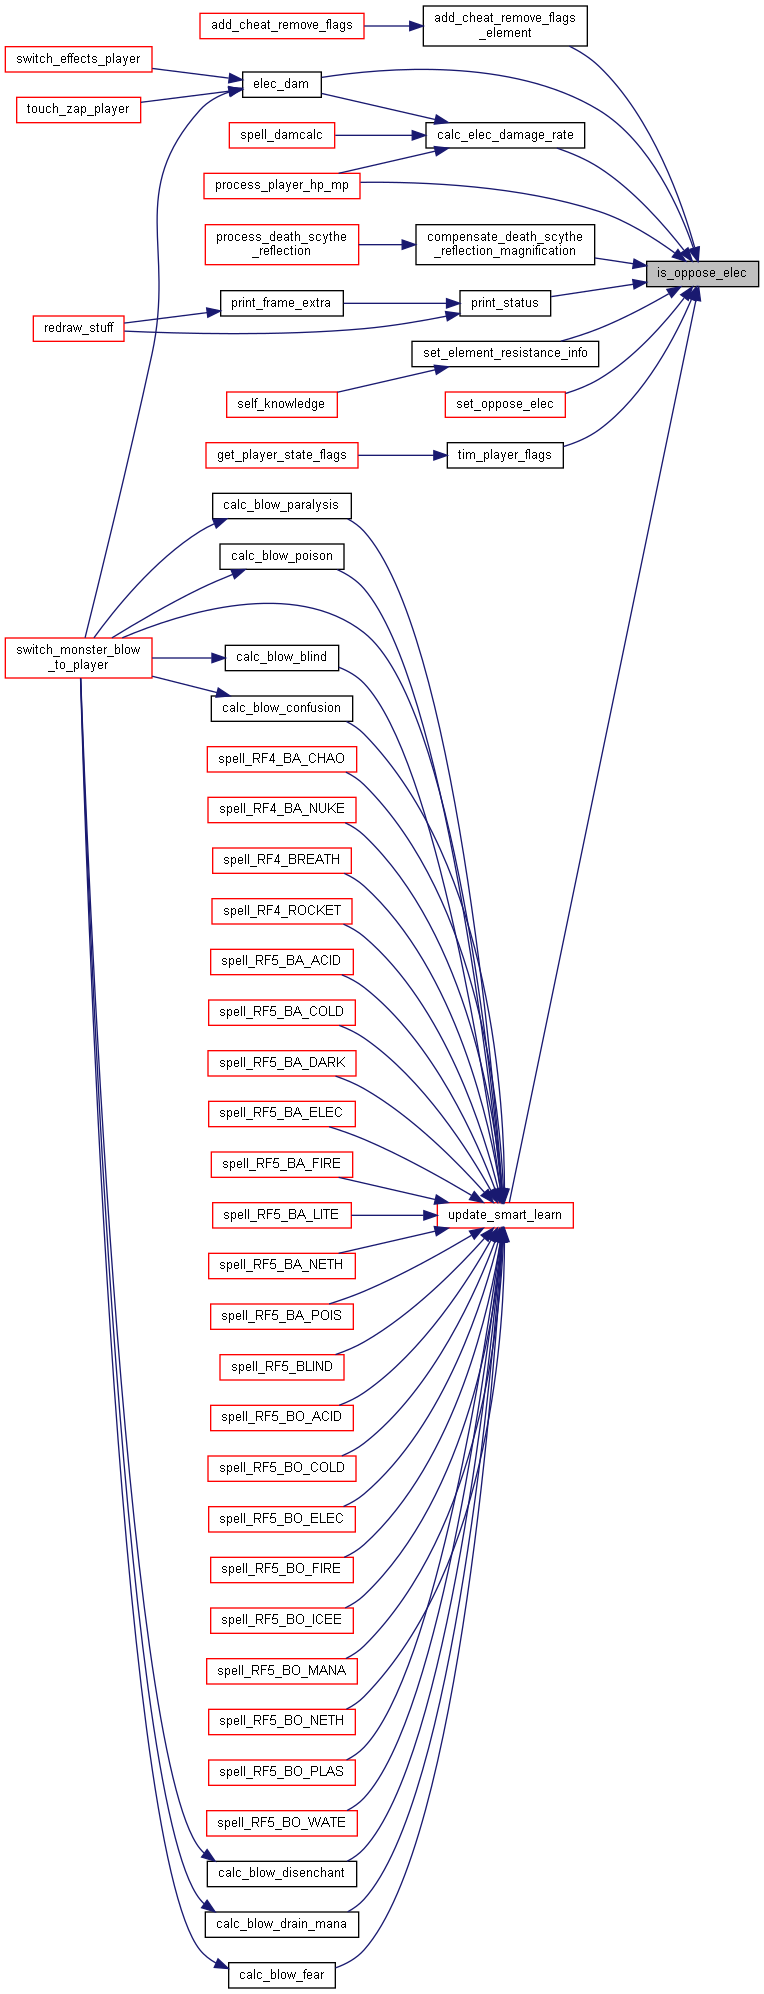 add_cheat_remove_flags
add_cheat_remove_flags
_element
switch_effects_player
elec_dam
touch_zap_player
spell_damcalc
calc_elec_damage_rate
process_player_hp_mp
process_death_scythe
_reflection
compensate_death_scythe
_reflection_magnification
is_oppose_elec
print_frame_extra
print_status
redraw_stuff
set_element_resistance_info
self_knowledge
set_oppose_elec
get_player_state_flags
tim_player_flags
calc_blow_paralysis
calc_blow_poison
switch_monster_blow
_to_player
calc_blow_blind
calc_blow_confusion
spell_RF4_BA_CHAO
spell_RF4_BA_NUKE
spell_RF4_BREATH
spell_RF4_ROCKET
spell_RF5_BA_ACID
spell_RF5_BA_COLD
spell_RF5_BA_DARK
spell_RF5_BA_ELEC
spell_RF5_BA_FIRE
spell_RF5_BA_LITE
update_smart_learn
spell_RF5_BA_NETH
spell_RF5_BA_POIS
spell_RF5_BLIND
spell_RF5_BO_ACID
spell_RF5_BO_COLD
spell_RF5_BO_ELEC
spell_RF5_BO_FIRE
spell_RF5_BO_ICEE
spell_RF5_BO_MANA
spell_RF5_BO_NETH
spell_RF5_BO_PLAS
spell_RF5_BO_WATE
calc_blow_disenchant
calc_blow_drain_mana
calc_blow_fear